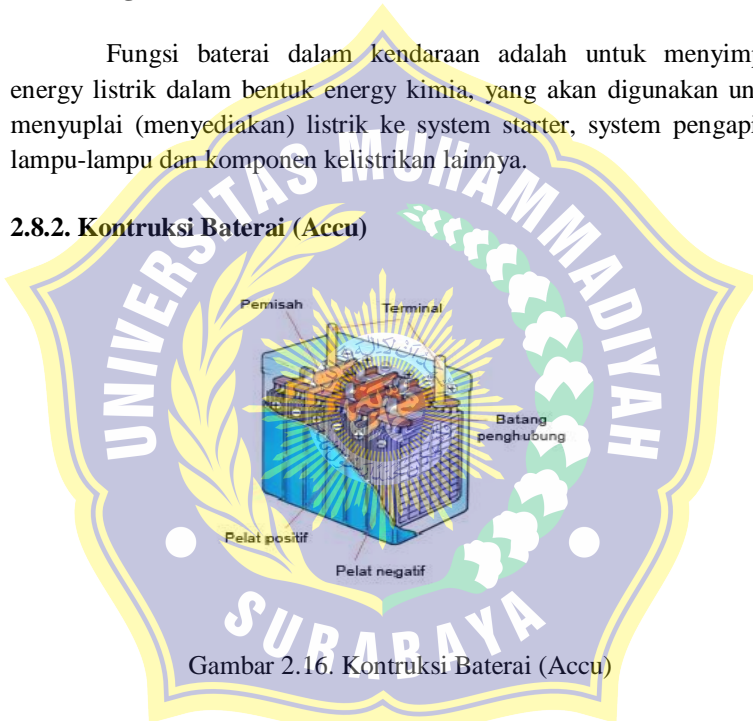 Fungsi baterai dalam kendaraan adalah untuk menyimp
energy listrik dalam bentuk energy kimia, yang akan digunakan un
menyuplai (menyediakan) listrik ke system starter, system pengapi
lampu-lampu dan komponen kelistrikan lainnya.
2.8.2. Kontruksi Baterai (Accu)
UNIVERSITAS MUHAMMADIYAH
Pemisah
Terminal
Batang
penghubung
Pelat positif
Pelat negatif
SURABAYA
Gambar 2.16. Kontruksi Baterai (Accu)